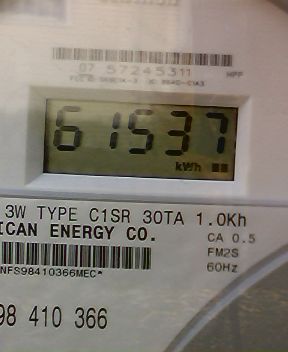 07 57245311 HPP
61537
kWh
3W TYPE C1SR 30TA 1.0Kh
ICAN ENERGY CO.
CA 0.5
FM2S
60Hz
NFS98410366MEC*
98 410 366